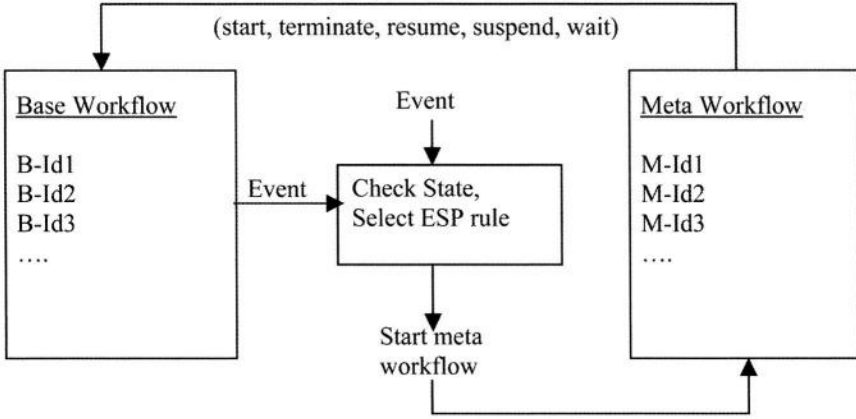 (start, terminate, resume, suspend, wait)
Base Workflow
B-Id1
B-Id2
B-Id3
….
Event
Event
Check State,
Select ESP rule
Start meta
workflow
Meta Workflow
M-Id1
M-Id2
M-Id3
….